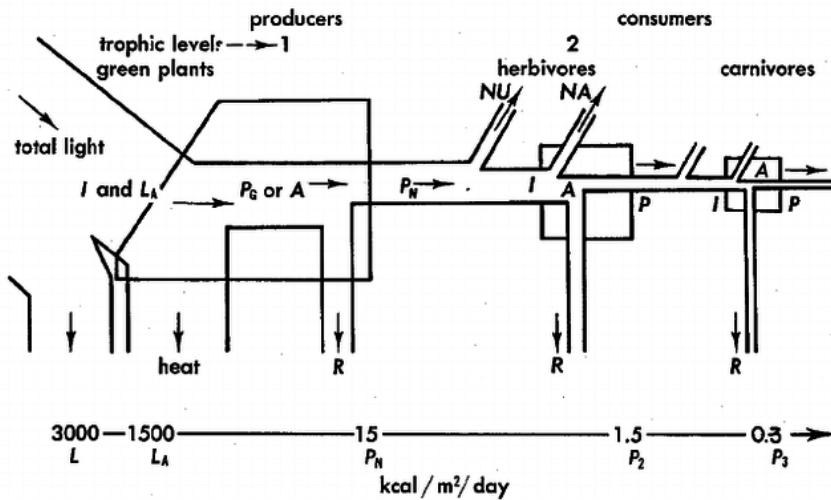 producers
consumers
trophic levels 1
2
green plants
herbivores
carnivores
NU
NA
total light
I and LA
PG or A
PN
I
A
P
I
A
P
heat
R
R
R
3000 1500 15 1.5 0.3
L LA PN P2 P3
kcal/m²/day